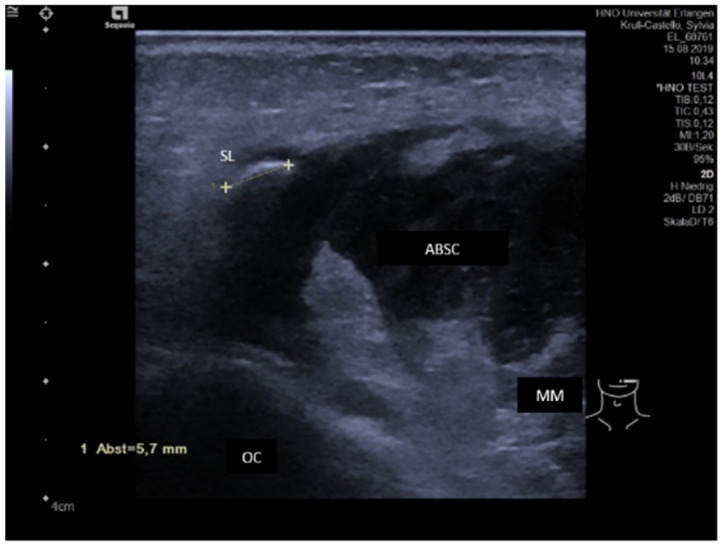 Sequoia
HNO Universität Erlangen
Krull-Castello, Sylvia
EL_60761
15.08.2019
10:34
10L4
*HNO TEST
TIB:0,12
TIC:0,43
TIS:0,12
MI:1,20
30B/Sek
95%
2D
H Niedrig
2dB/ DB71
LD 2
SkalaD/T6
SL
1
ABSC
MM
1 Abst=5,7 mm
OC
4cm